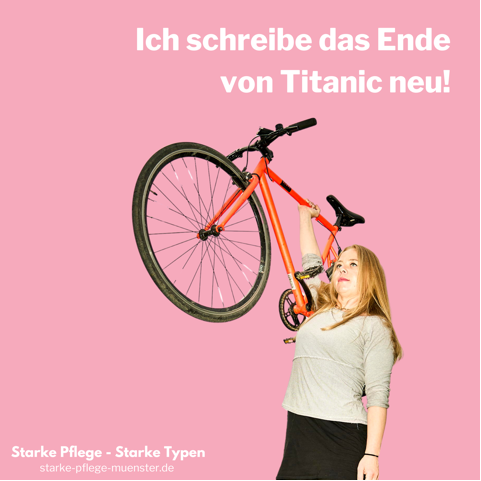 Ich schreibe das Ende
von Titanic neu!
Starke Pflege - Starke Typen
starke-pflege-muenster.de